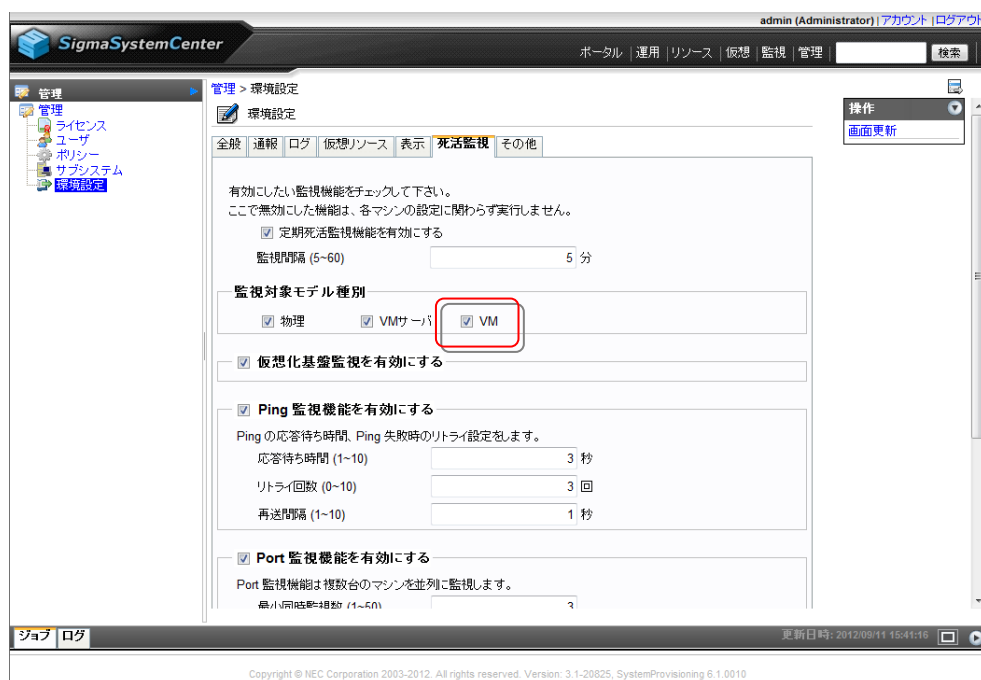 admin (Administrator) | アカウント | ログアウト
SigmaSystemCenter
ポータル | 運用 | リソース | 仮想 | 監視 | 管理 | 検索
管理
管理
ライセンス
ユーザ
ポリシー
サブシステム
環境設定
管理 > 環境設定
環境設定
全般 通報 ログ 仮想リソース 表示 死活監視 その他
有効にしたい監視機能をチェックして下さい。
ここで無効にした機能は、各マシンの設定に関わらず実行しません。
定期死活監視機能を有効にする
監視間隔 (5~60) 5 分
監視対象モデル種別
物理 VMサーバ VM
仮想化基盤監視を有効にする
Ping 監視機能を有効にする
Ping の応答待ち時間、Ping 失敗時のリトライ設定をします。
応答待ち時間 (1~10) 3 秒
リトライ回数 (0~10) 3 回
再送間隔 (1~10) 1 秒
Port 監視機能を有効にする
Port 監視機能は複数台のマシンを並列に監視します。
最小同時監視数 (1~50) 3
操作
画面更新
ジョブ ログ
更新日時: 2012/09/11 15:41:16
Copyright © NEC Corporation 2003-2012. All rights reserved. Version: 3.1-20825, SystemProvisioning 6.1.0010